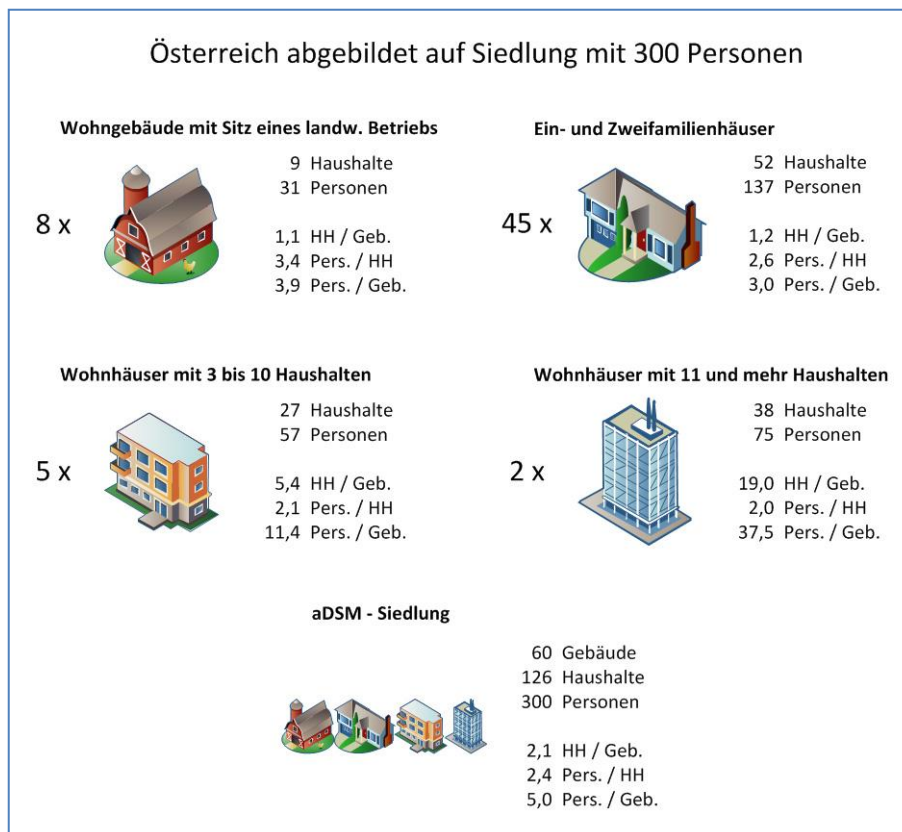 Österreich abgebildet auf Siedlung mit 300 Personen
Wohngebäude mit Sitz eines landw. Betriebs
8 x
9 Haushalte
31 Personen
1,1 HH / Geb.
3,4 Pers. / HH
3,9 Pers. / Geb.
Ein- und Zweifamilienhäuser
45 x
52 Haushalte
137 Personen
1,2 HH / Geb.
2,6 Pers. / HH
3,0 Pers. / Geb.
Wohnhäuser mit 3 bis 10 Haushalten
5 x
27 Haushalte
57 Personen
5,4 HH / Geb.
2,1 Pers. / HH
11,4 Pers. / Geb.
Wohnhäuser mit 11 und mehr Haushalten
2 x
38 Haushalte
75 Personen
19,0 HH / Geb.
2,0 Pers. / HH
37,5 Pers. / Geb.
aDSM - Siedlung
60 Gebäude
126 Haushalte
300 Personen
2,1 HH / Geb.
2,4 Pers. / HH
5,0 Pers. / Geb.